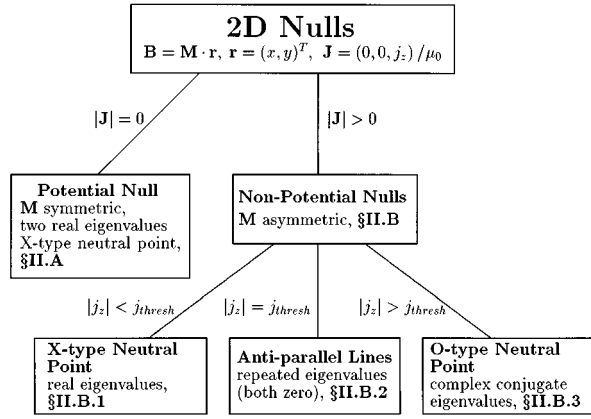 2D Nulls
B = M · r, r = (x, y)^T, J = (0, 0, j_z) /μ_0
|J| = 0
|J| > 0
Potential Null
M symmetric,
two real eigenvalues
X-type neutral point,
§II.A
Non-Potential Nulls
M asymmetric, §II.B
|j_z| < j_thresh
|j_z| = j_thresh
|j_z| > j_thresh
X-type Neutral
Point
real eigenvalues,
§II.B.1
Anti-parallel Lines
repeated eigenvalues
(both zero), §II.B.2
O-type Neutral
Point
complex conjugate
eigenvalues, §II.B.3